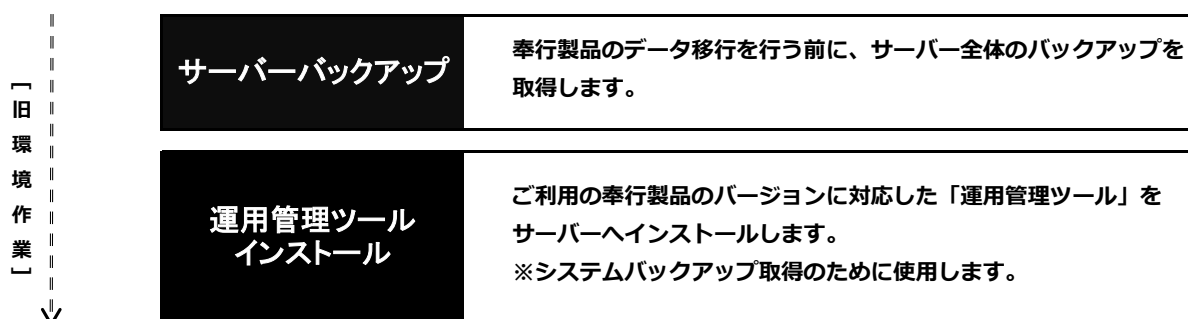 ［旧環境作業］
サーバーバックアップ
奉行製品のデータ移行を行う前に、サーバー全体のバックアップを
取得します。
運用管理ツール
インストール
ご利用の奉行製品のバージョンに対応した「運用管理ツール」を
サーバーへインストールします。
※システムバックアップ取得のために使用します。